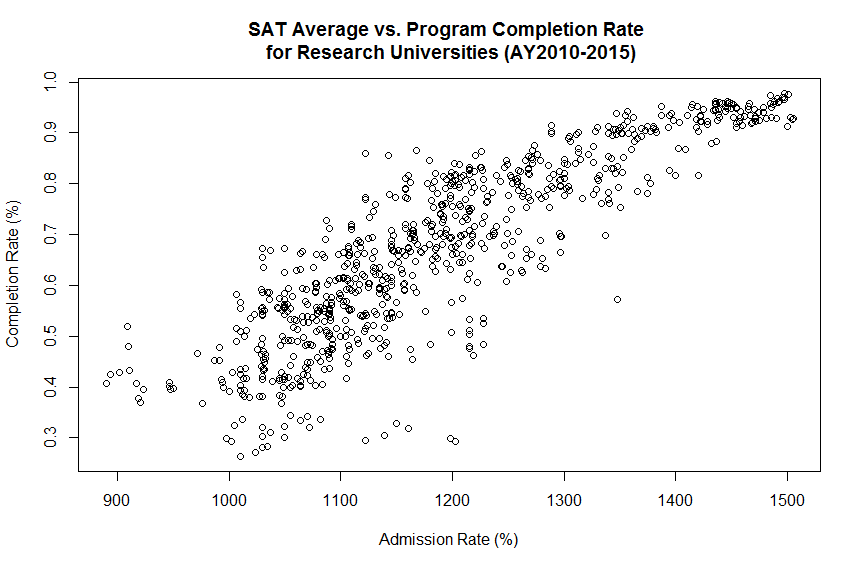 SAT Average vs. Program Completion Rate
for Research Universities (AY2010-2015)
1.0
0.9
0.8
0.7
0.6
0.5
0.4
0.3
Completion Rate (%)
900 1000 1100 1200 1300 1400 1500
Admission Rate (%)